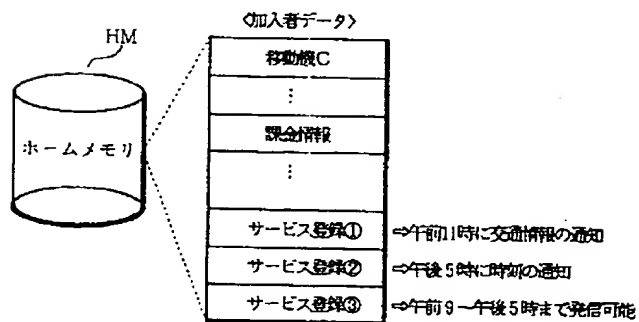 〈加入者データ〉
HM
移動機C
⋮
ホームメモリ
課金情報
⋮
サービス登録① ⇨午前11時に交通情報の通知
サービス登録② ⇨午後5時に時刻の通知
サービス登録③ ⇨午前9～午後5時まで発信可能